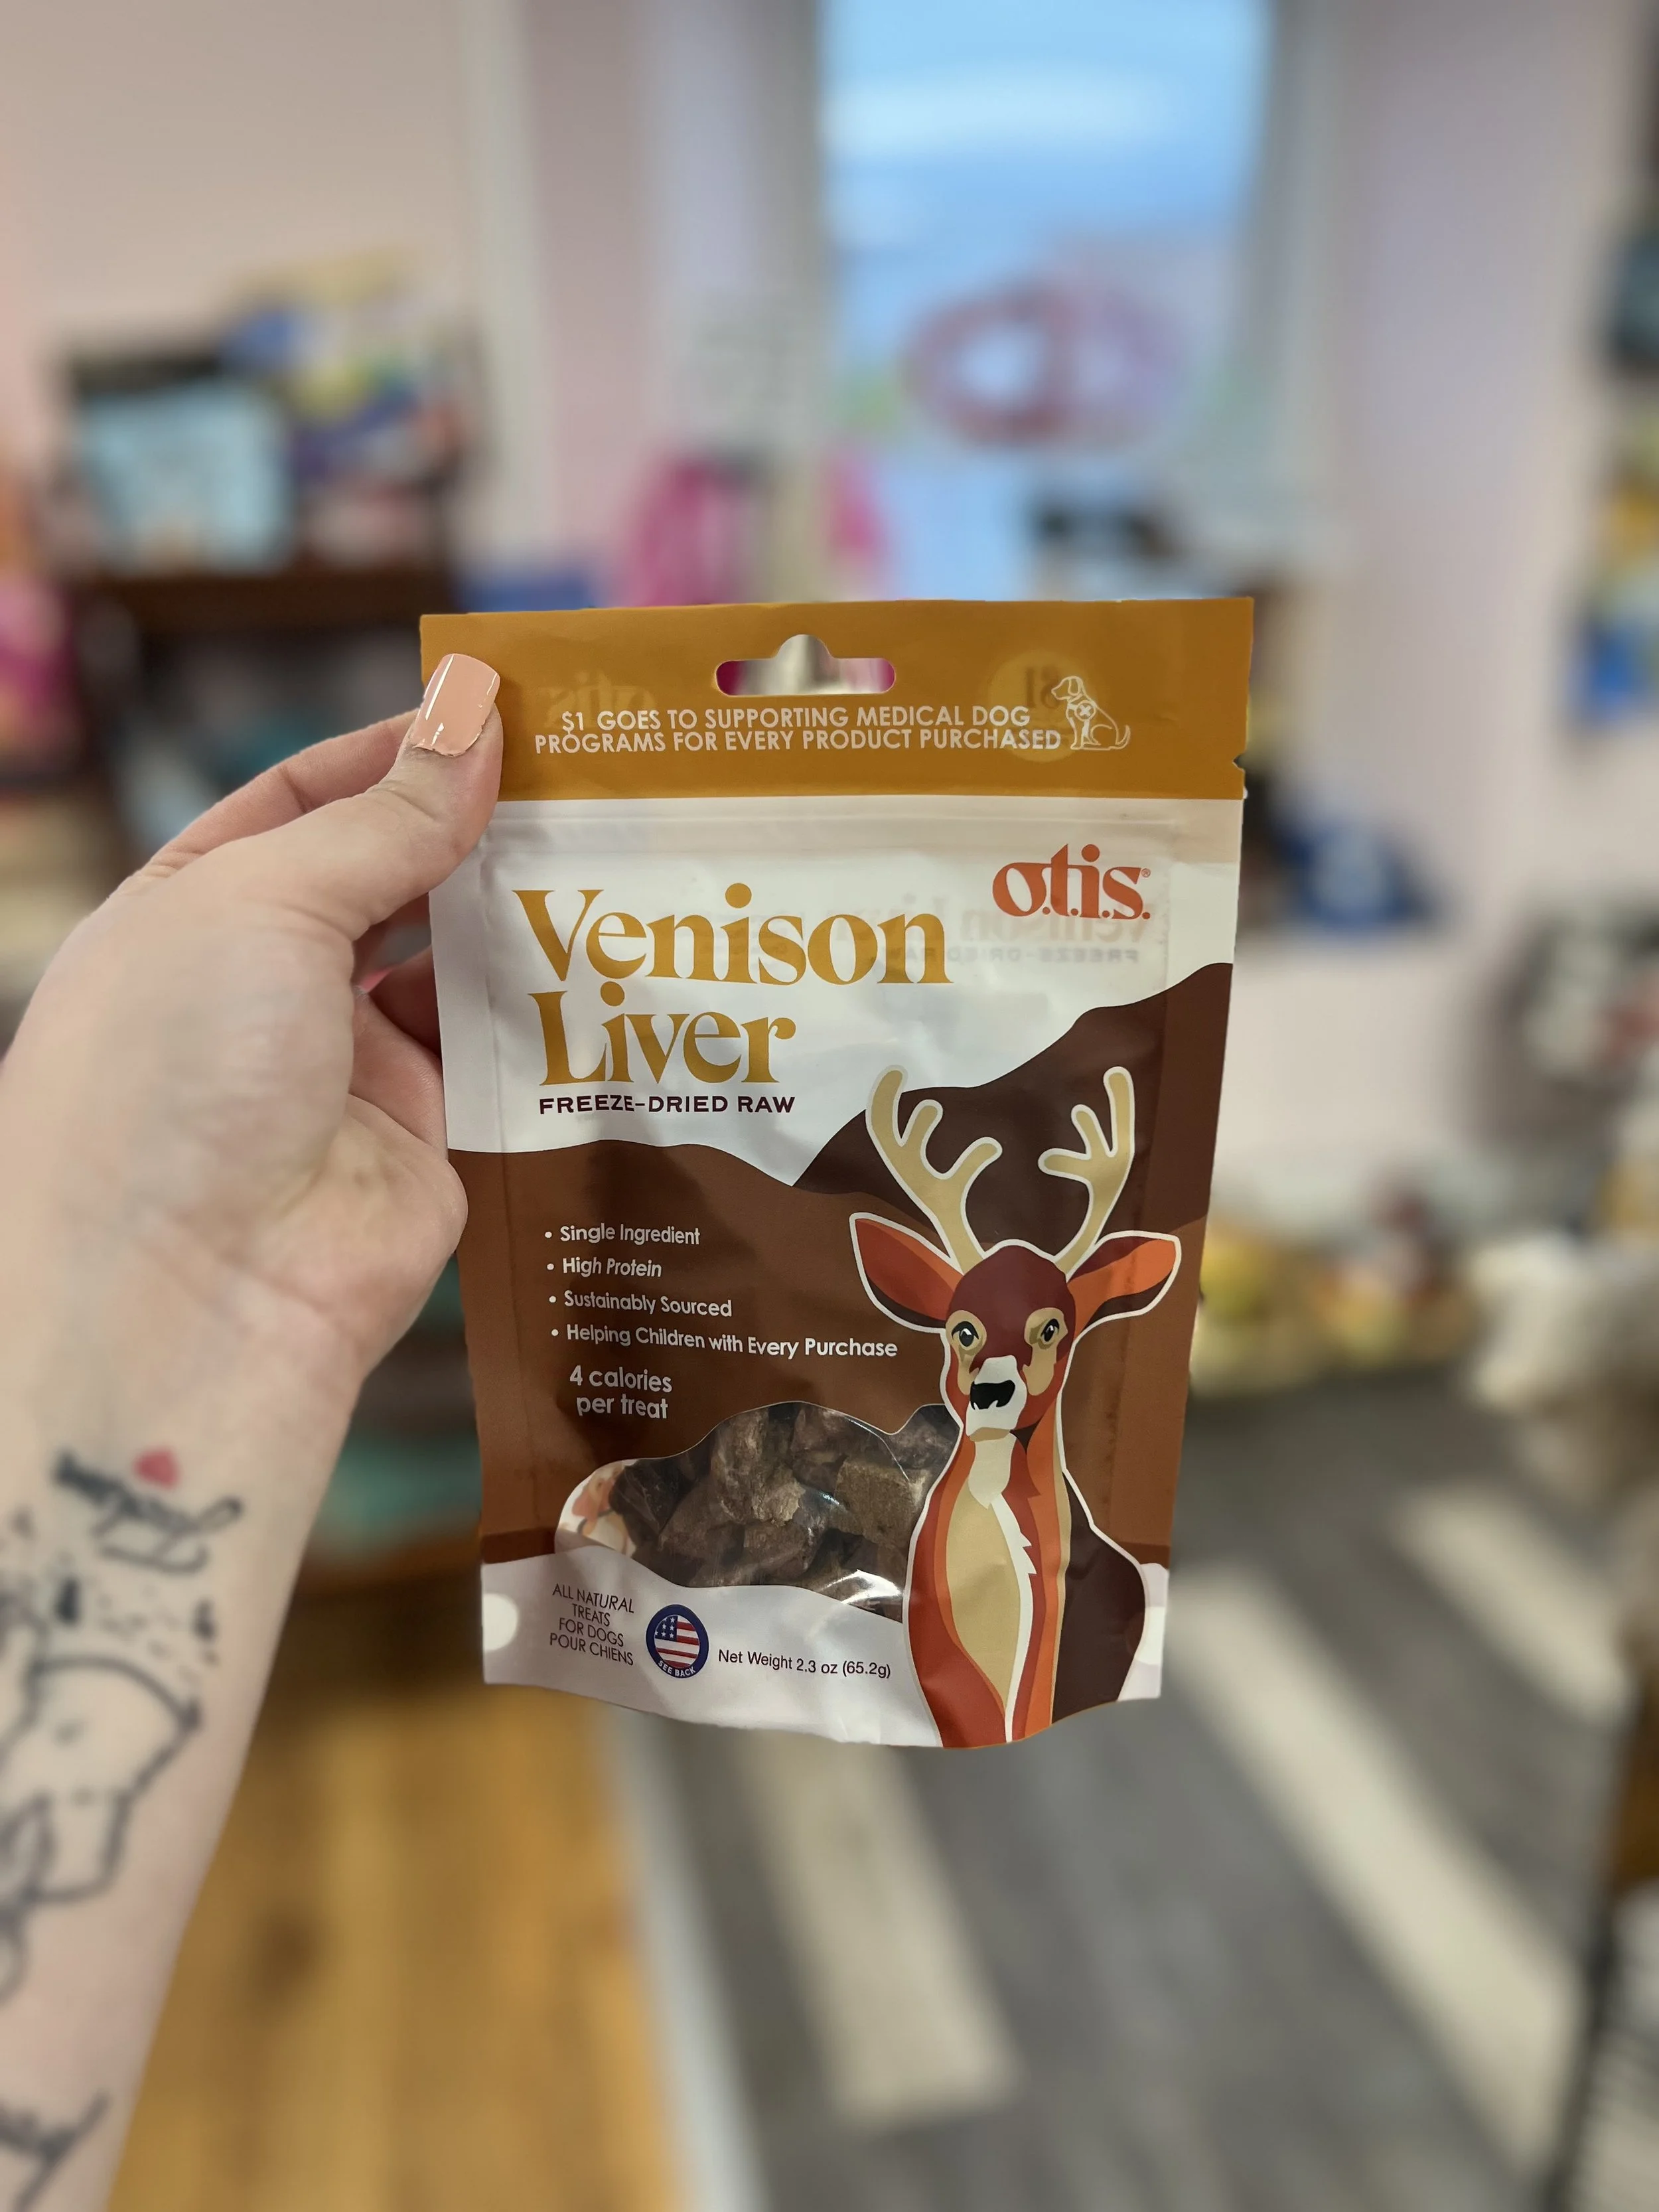 $1 GOES TO SUPPORTING MEDICAL DOG
PROGRAMS FOR EVERY PRODUCT PURCHASED
o.t.i.s.®
Venison
Liver
FREEZE-DRIED RAW
• Single Ingredient
• High Protein
• Sustainably Sourced
• Helping Children with Every Purchase
4 calories
per treat
ALL NATURAL
TREATS
FOR DOGS
POUR CHIENS
SEE BACK
Net Weight 2.3 oz (65.2g)